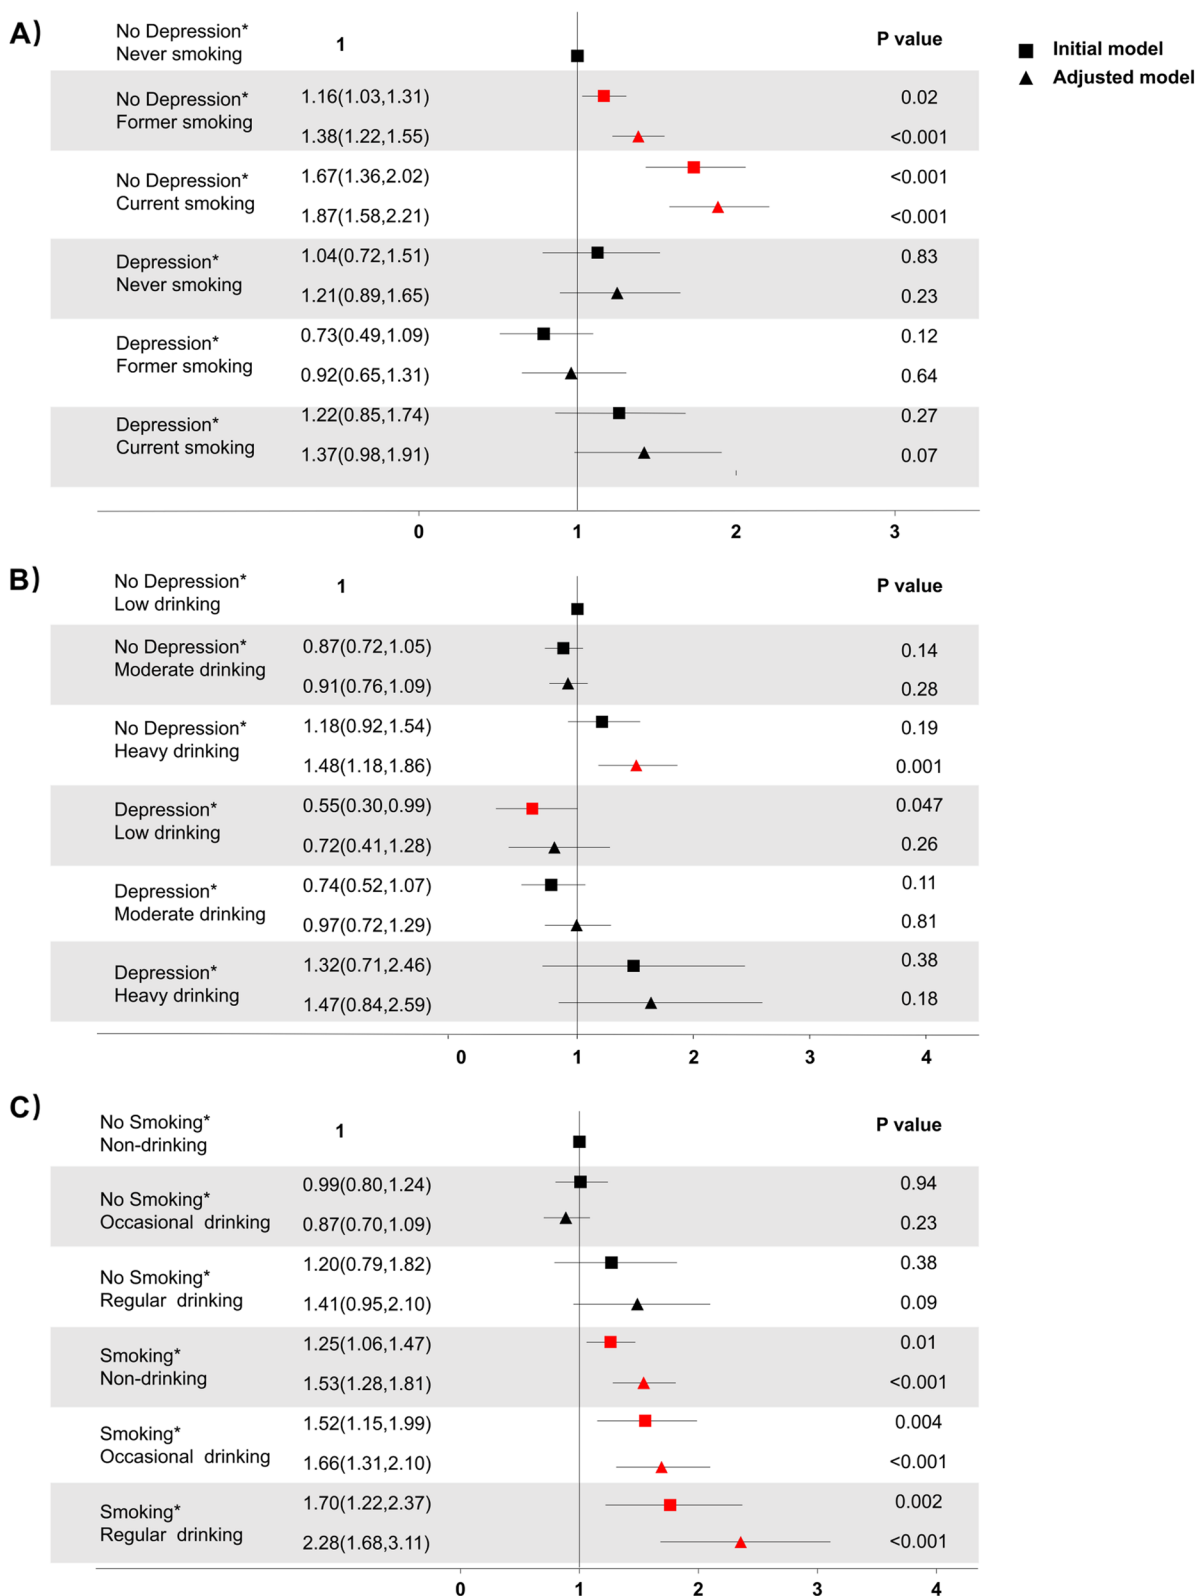 A)
No Depression*
Never smoking
1
P value
Initial model
Adjusted model
No Depression*
Former smoking
1.16(1.03,1.31)
0.02
1.38(1.22,1.55)
<0.001
No Depression*
Current smoking
1.67(1.36,2.02)
<0.001
1.87(1.58,2.21)
<0.001
Depression*
Never smoking
1.04(0.72,1.51)
0.83
1.21(0.89,1.65)
0.23
Depression*
Former smoking
0.73(0.49,1.09)
0.12
0.92(0.65,1.31)
0.64
Depression*
Current smoking
1.22(0.85,1.74)
0.27
1.37(0.98,1.91)
0.07
0 1 2 3
B)
No Depression*
Low drinking
1
P value
No Depression*
Moderate drinking
0.87(0.72,1.05)
0.14
0.91(0.76,1.09)
0.28
No Depression*
Heavy drinking
1.18(0.92,1.54)
0.19
1.48(1.18,1.86)
0.001
Depression*
Low drinking
0.55(0.30,0.99)
0.047
0.72(0.41,1.28)
0.26
Depression*
Moderate drinking
0.74(0.52,1.07)
0.11
0.97(0.72,1.29)
0.81
Depression*
Heavy drinking
1.32(0.71,2.46)
0.38
1.47(0.84,2.59)
0.18
0 1 2 3 4
C)
No Smoking*
Non-drinking
1
P value
No Smoking*
Occasional drinking
0.99(0.80,1.24)
0.94
0.87(0.70,1.09)
0.23
No Smoking*
Regular drinking
1.20(0.79,1.82)
0.38
1.41(0.95,2.10)
0.09
Smoking*
Non-drinking
1.25(1.06,1.47)
0.01
1.53(1.28,1.81)
<0.001
Smoking*
Occasional drinking
1.52(1.15,1.99)
0.004
1.66(1.31,2.10)
<0.001
Smoking*
Regular drinking
1.70(1.22,2.37)
0.002
2.28(1.68,3.11)
<0.001
0 1 2 3 4